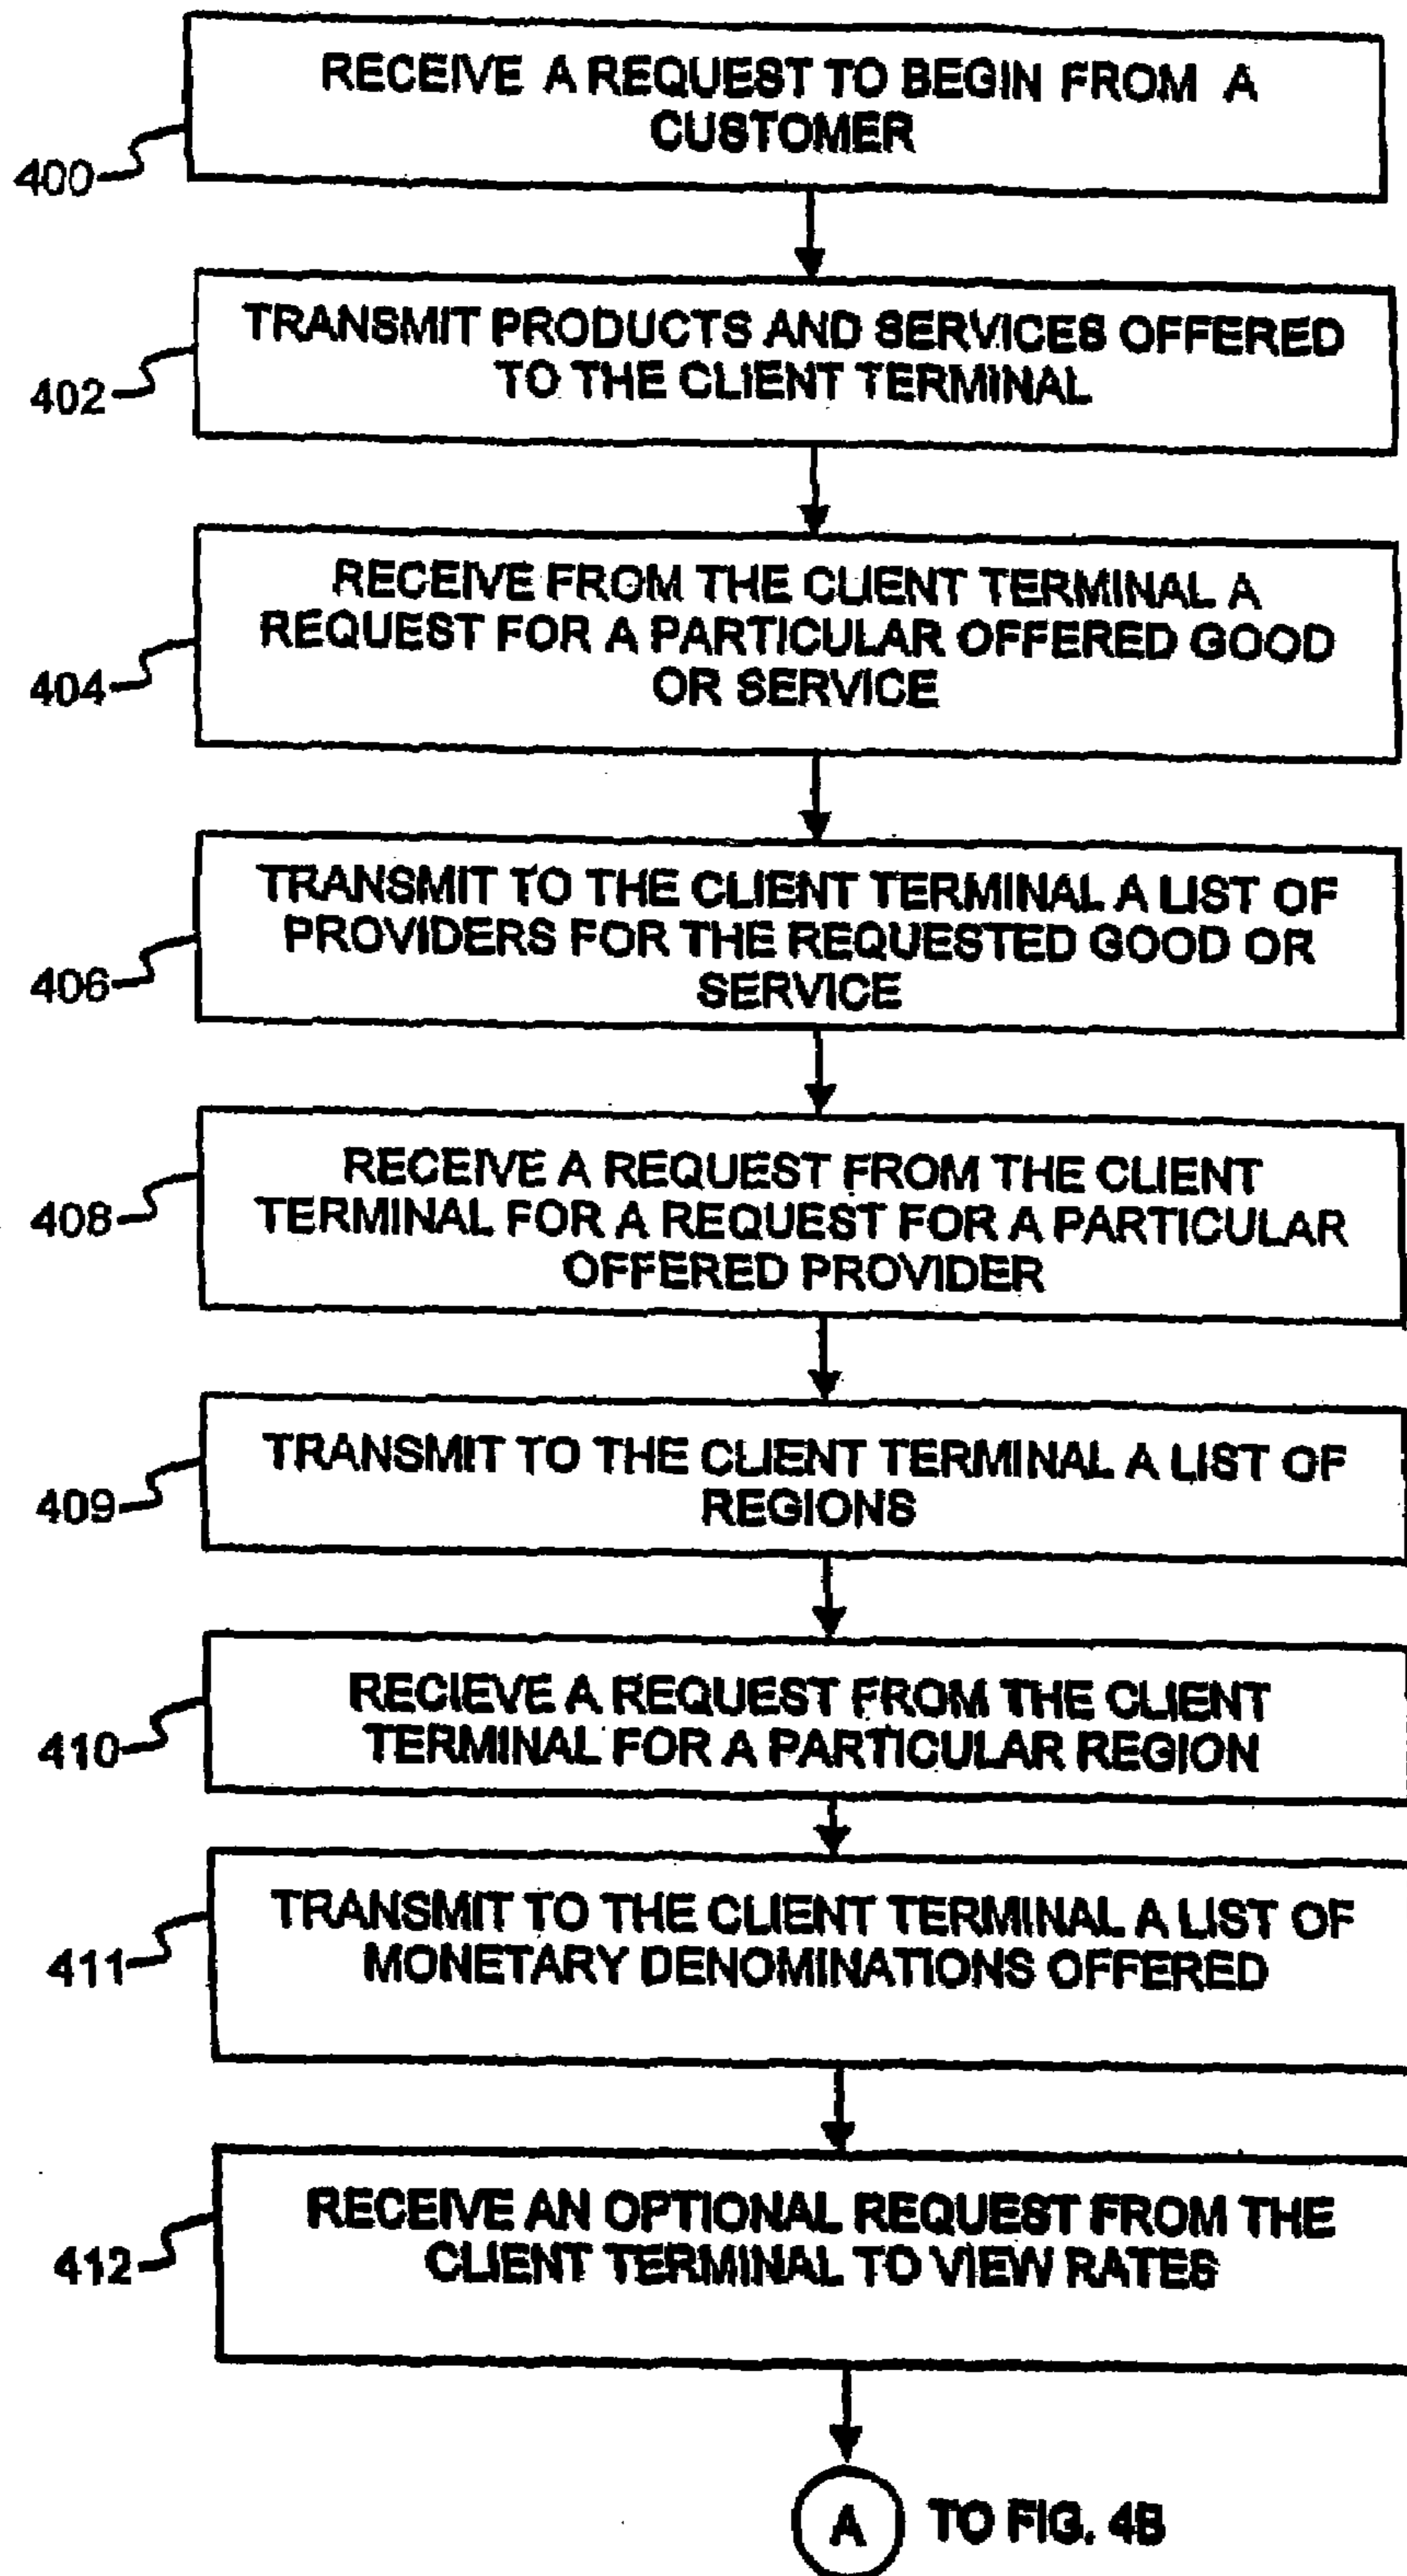 RECEIVE A REQUEST TO BEGIN FROM A
CUSTOMER
400
TRANSMIT PRODUCTS AND SERVICES OFFERED
TO THE CLIENT TERMINAL
402
RECEIVE FROM THE CLIENT TERMINAL A
REQUEST FOR A PARTICULAR OFFERED GOOD
OR SERVICE
404
TRANSMIT TO THE CLIENT TERMINAL A LIST OF
PROVIDERS FOR THE REQUESTED GOOD OR
SERVICE
406
RECEIVE A REQUEST FROM THE CLIENT
TERMINAL FOR A REQUEST FOR A PARTICULAR
OFFERED PROVIDER
408
TRANSMIT TO THE CLIENT TERMINAL A LIST OF
REGIONS
409
RECIEVE A REQUEST FROM THE CLIENT
TERMINAL FOR A PARTICULAR REGION
410
TRANSMIT TO THE CLIENT TERMINAL A LIST OF
MONETARY DENOMINATIONS OFFERED
411
RECEIVE AN OPTIONAL REQUEST FROM THE
CLIENT TERMINAL TO VIEW RATES
412
A TO FIG. 4B